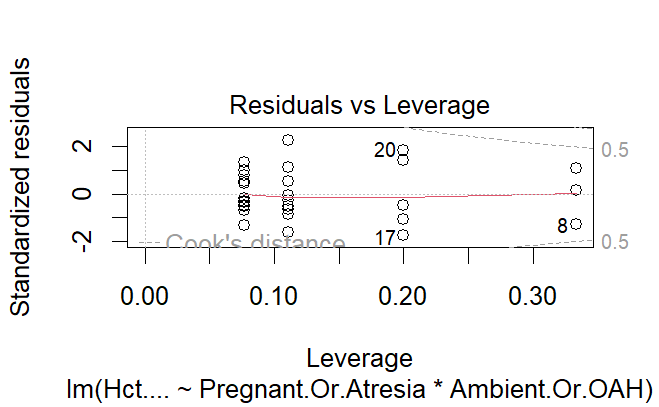 Residuals vs Leverage
Standardized residuals
2
0
-2
20
17
8
0.5
0.5
Cook's distance
0.00 0.10 0.20 0.30
Leverage
lm(Hct.... ~ Pregnant.Or.Atresia * Ambient.Or.OAH)